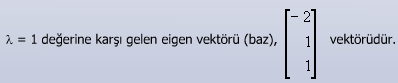 λ = 1 değerine karşı gelen eigen vektörü (baz), [-2 1 1] vektörüdür.